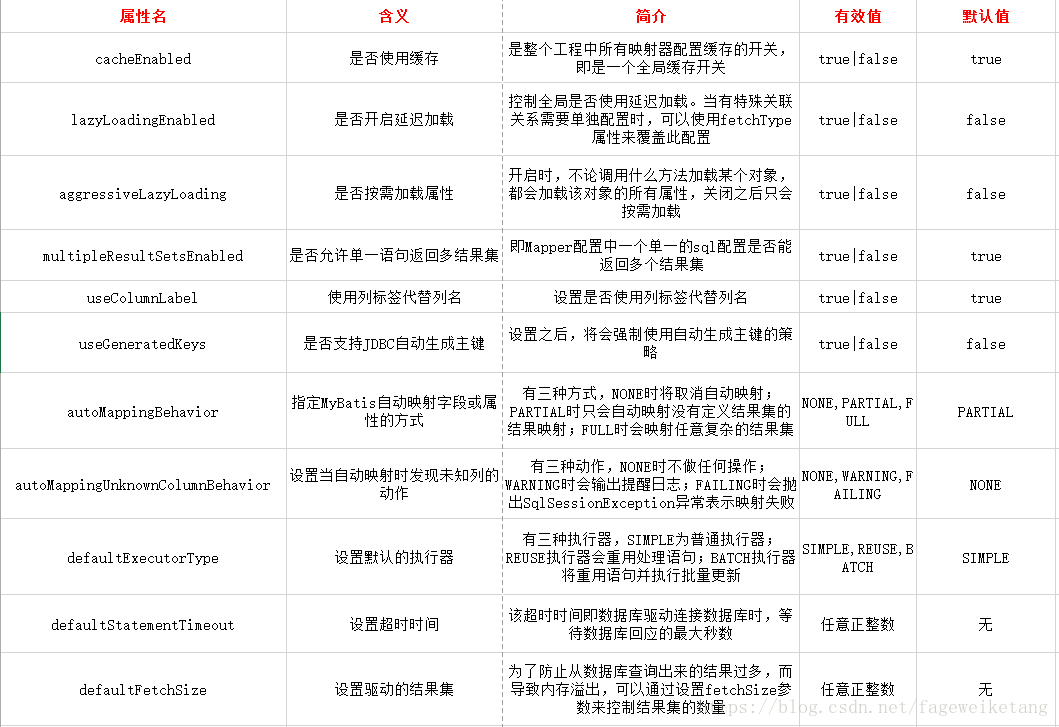 属性名 含义 简介 有效值 默认值
cacheEnabled 是否使用缓存 是整个工程中所有映射器配置缓存的开关，
即是一个全局缓存开关 true|false true
lazyLoadingEnabled 是否开启延迟加载 控制全局是否使用延迟加载。当有特殊关联
关系需要单独配置时，可以使用fetchType
属性来覆盖此配置 true|false false
aggressiveLazyLoading 是否按需加载属性 开启时，不论调用什么方法加载某个对象，
都会加载该对象的所有属性，关闭之后只会
按需加载 true|false false
multipleResultSetsEnabled 是否允许单一语句返回多结果集 即Mapper配置中一个单一的sql配置是否能
返回多个结果集 true|false true
useColumnLabel 使用列标签代替列名 设置是否使用列标签代替列名 true|false true
useGeneratedKeys 是否支持JDBC自动生成主键 设置之后，将会强制使用自动生成主键的策
略 true|false false
autoMappingBehavior 指定MyBatis自动映射字段或属
性的方式 有三种方式，NONE时将取消自动映射；
PARTIAL时只会自动映射没有定义结果集的
结果映射；FULL时会映射任意复杂的结果集 NONE,PARTIAL,F
ULL PARTIAL
autoMappingUnknownColumnBehavior 设置当自动映射时发现未知列的
动作 有三种动作，NONE时不做任何操作；
WARNING时会输出提醒日志；FAILING时会抛
出SqlSessionException异常表示映射失败 NONE,WARNING,F
AILING NONE
defaultExecutorType 设置默认的执行器 有三种执行器，SIMPLE为普通执行器；
REUSE执行器会重用处理语句；BATCH执行器
将重用语句并执行批量更新 SIMPLE,REUSE,B
ATCH SIMPLE
defaultStatementTimeout 设置超时时间 该超时时间即数据库驱动连接数据库时，等
待数据库回应的最大秒数 任意正整数 无
defaultFetchSize 设置驱动的结果集 为了防止从数据库查询出来的结果过多，而
导致内存溢出，可以通过设置fetchSize参
数来控制结果集的数量 任意正整数 无
ps://blog.csdn.net/fageweiketang